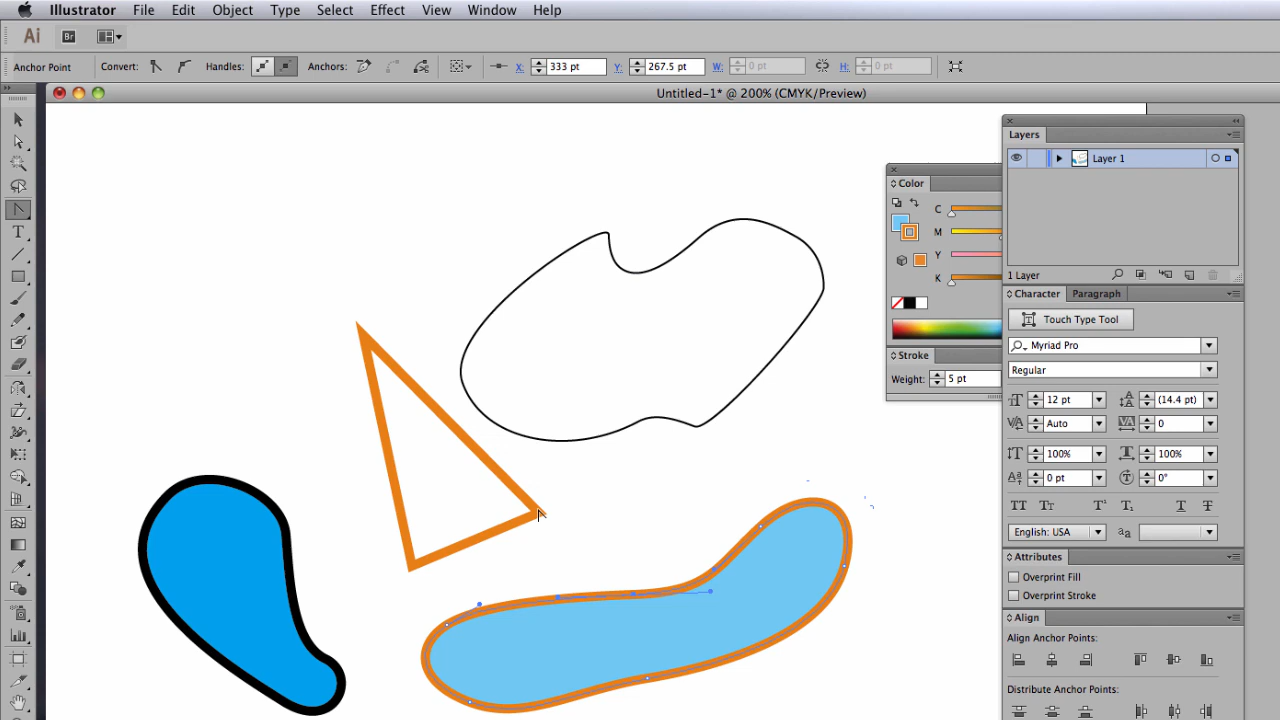 Illustrator File Edit Object Type Select Effect View Window Help
Ai Br
Anchor Point Convert: Handles: Anchors: X: 333 pt Y: 267.5 pt W: 0 pt H: 0 pt
Untitled-1* @ 200% (CMYK/Preview)
Layers
Layer 1
1 Layer
Color
C
M
Y
K
Stroke
Weight: 5 pt
Character Paragraph
Touch Type Tool
Myriad Pro
Regular
12 pt (14.4 pt)
Auto 0
100% 100%
0 pt 0°
English: USA
Attributes
Overprint Fill
Overprint Stroke
Align
Align Anchor Points:
Distribute Anchor Points: